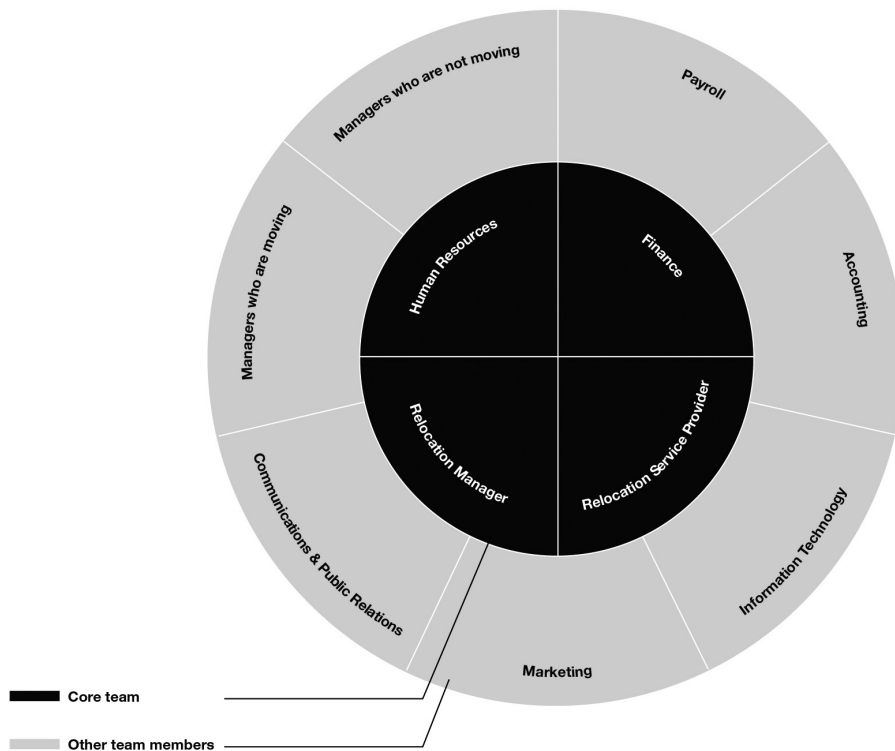 Managers who are not moving
Payroll
Managers who are moving
Human Resources
Finance
Accounting
Relocation Manager
Relocation Service Provider
Communications & Public Relations
Information Technology
Marketing
Core team
Other team members